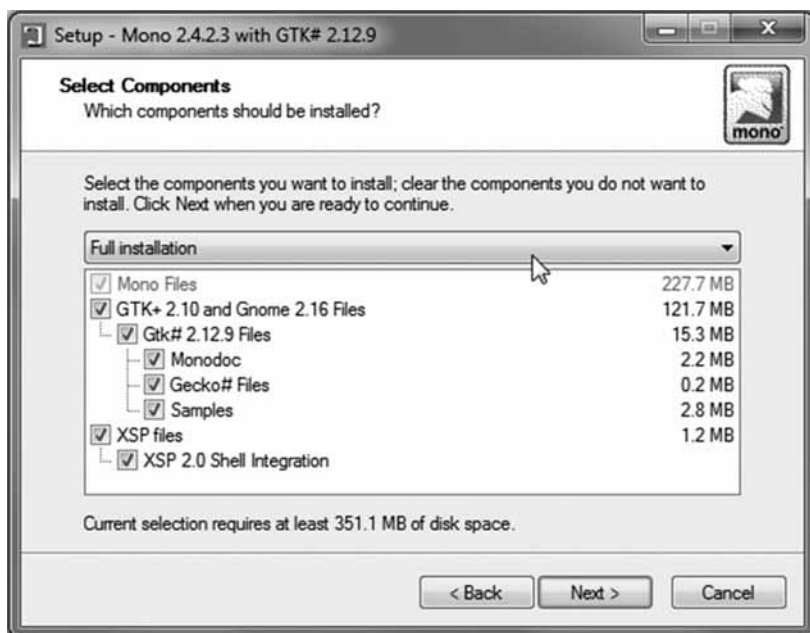 Setup - Mono 2.4.2.3 with GTK# 2.12.9
Select Components
Which components should be installed?
mono
Select the components you want to install; clear the components you do not want to
install. Click Next when you are ready to continue.
Full installation
Mono Files 227.7 MB
GTK+ 2.10 and Gnome 2.16 Files 121.7 MB
Gtk# 2.12.9 Files 15.3 MB
Monodoc 2.2 MB
Gecko# Files 0.2 MB
Samples 2.8 MB
XSP files 1.2 MB
XSP 2.0 Shell Integration
Current selection requires at least 351.1 MB of disk space.
< Back Next > Cancel